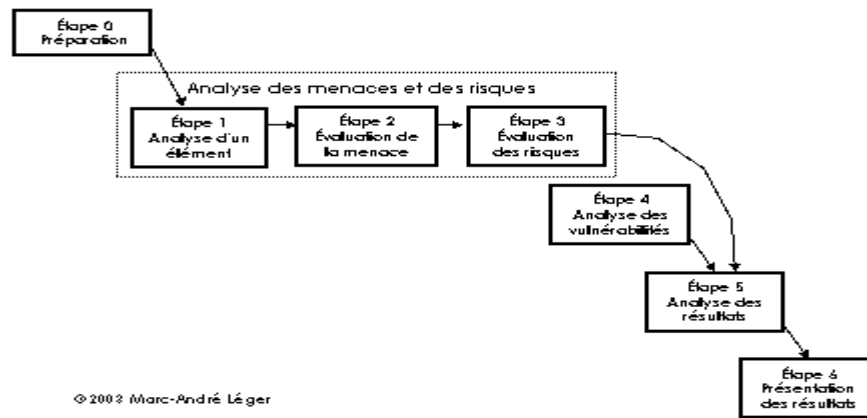 Étape 0
Préparation
Analyse des menaces et des risques
Étape 1
Analyse d'un
élément
Étape 2
Évaluation de
la menace
Étape 3
Évaluation
des risques
Étape 4
Analyse des
vulnérabilités
Étape 5
Analyse des
résultats
Étape 6
Présentation
des résultats
©2003 Marc-André Léger